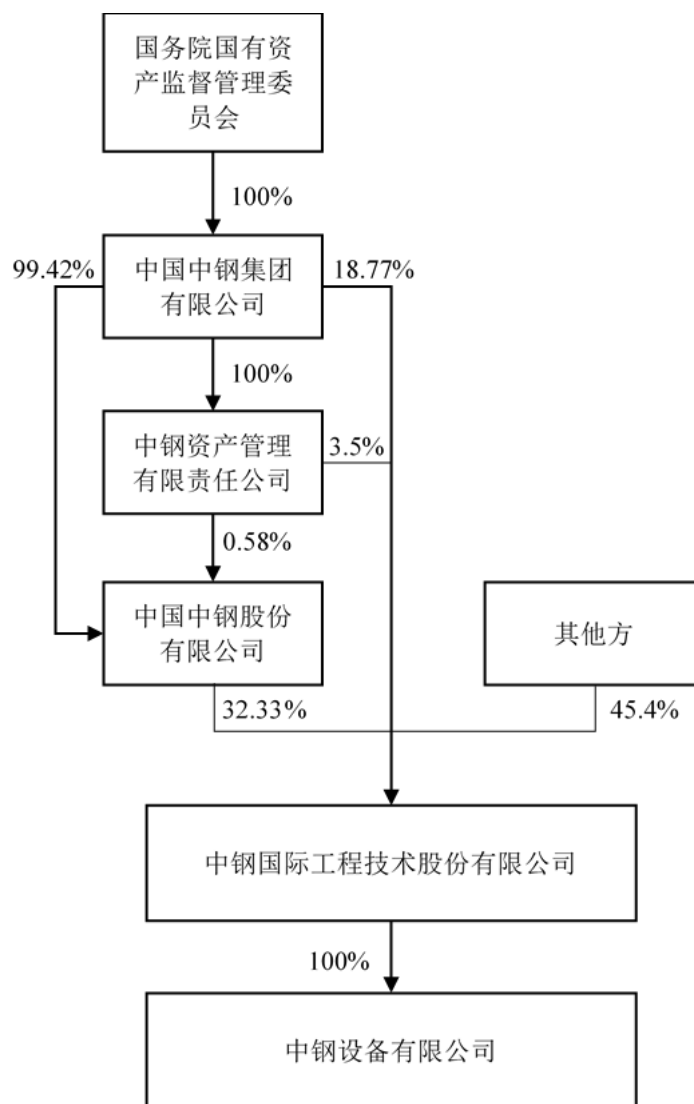 国务院国有资
产监督管理委
员会
100%
99.42%
中国中钢集团
有限公司
18.77%
100%
中钢资产管理
有限责任公司
3.5%
0.58%
中国中钢股份
有限公司
其他方
32.33%
45.4%
中钢国际工程技术股份有限公司
100%
中钢设备有限公司